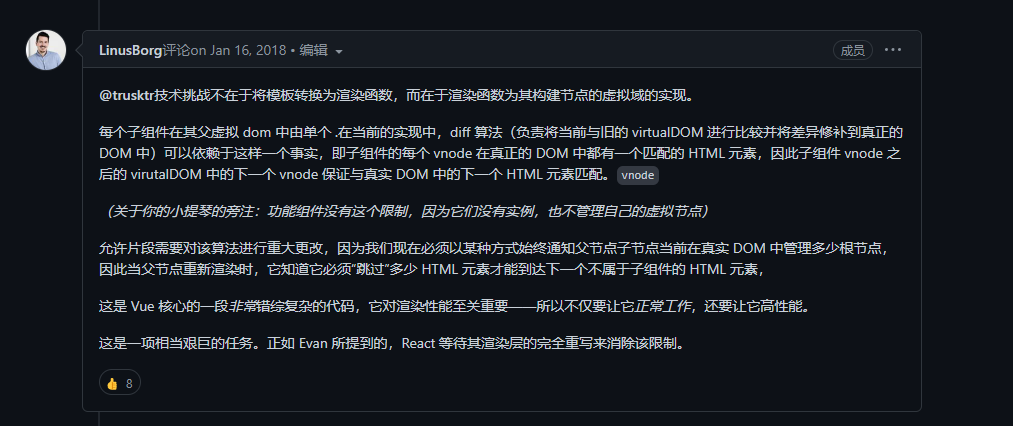 LinusBorg评论on Jan 16, 2018 • 编辑
成员
@trusktr技术挑战不在于将模板转换为渲染函数，而在于渲染函数为其构建节点的虚拟域的实现。
每个子组件在其父虚拟 dom 中由单个 .在当前的实现中，diff 算法（负责将当前与旧的 virtualDOM 进行比较并将差异修补到真正的
DOM 中）可以依赖于这样一个事实，即子组件的每个 vnode 在真正的 DOM 中都有一个匹配的 HTML 元素，因此子组件 vnode 之
后的 virutalDOM 中的下一个 vnode 保证与真实 DOM 中的下一个 HTML 元素匹配。 vnode
（关于你的小提琴的旁注：功能组件没有这个限制，因为它们没有实例，也不管理自己的虚拟节点）
允许片段需要对该算法进行重大更改，因为我们现在必须以某种方式始终通知父节点子节点当前在真实 DOM 中管理多少根节点，
因此当父节点重新渲染时，它知道它必须“跳过”多少 HTML 元素才能到达下一个不属于子组件的 HTML 元素，
这是 Vue 核心的一段非常错综复杂的代码，它对渲染性能至关重要——所以不仅要让它正常工作，还要让它高性能。
这是一项相当艰巨的任务。正如 Evan 所提到的，React 等待其渲染层的完全重写来消除该限制。
👍 8